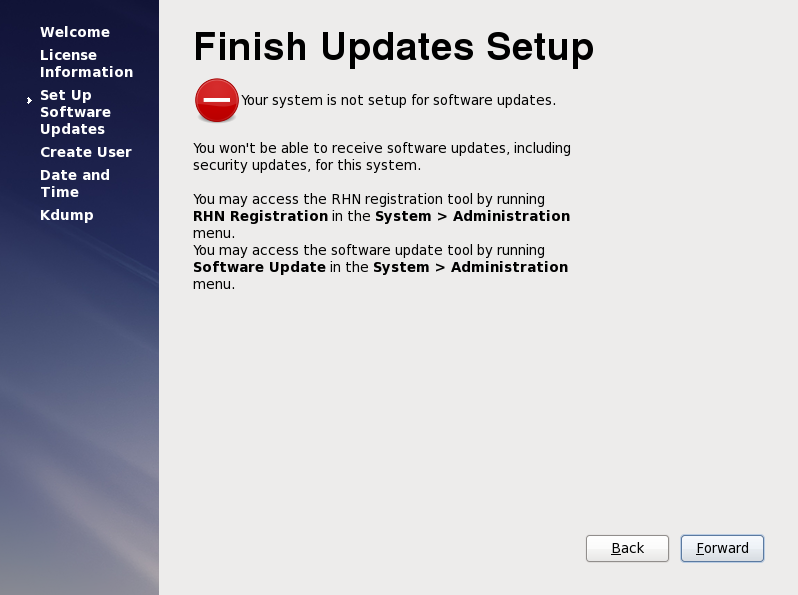 Welcome
License
Information
Set Up
Software
Updates
Create User
Date and
Time
Kdump
Finish Updates Setup
Your system is not setup for software updates.
You won't be able to receive software updates, including
security updates, for this system.
You may access the RHN registration tool by running
RHN Registration in the System > Administration
menu.
You may access the software update tool by running
Software Update in the System > Administration
menu.
Back
Forward